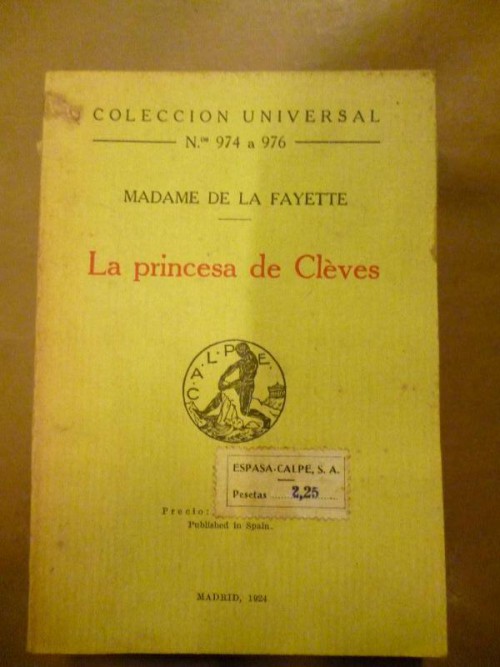 COLECCION UNIVERSAL
N.os 974 a 976
MADAME DE LA FAYETTE
La princesa de Clèves
C·A·L·P·E·
ESPASA-CALPE, S. A.
Pesetas 2,25
Precio:
Published in Spain.
MADRID, 1924